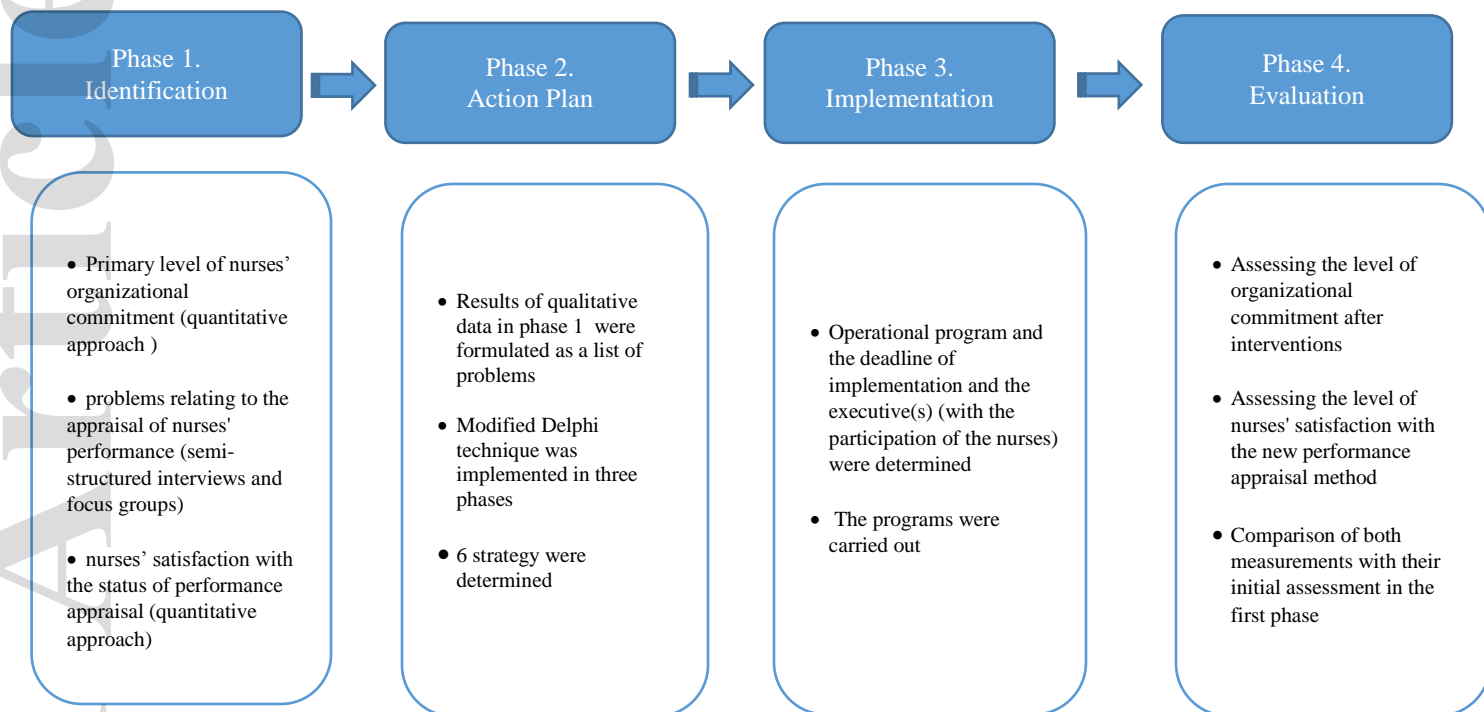 Phase 1.
Identification
Phase 2.
Action Plan
Phase 3.
Implementation
Phase 4.
Evaluation
• Primary level of nurses’
organizational
commitment (quantitative
approach )
• problems relating to the
appraisal of nurses'
performance (semi-
structured interviews and
focus groups)
• nurses’ satisfaction with
the status of performance
appraisal (quantitative
approach)
• Results of qualitative
data in phase 1 were
formulated as a list of
problems
• Modified Delphi
technique was
implemented in three
phases
• 6 strategy were
determined
• Operational program and
the deadline of
implementation and the
executive(s) (with the
participation of the nurses)
were determined
• The programs were
carried out
• Assessing the level of
organizational
commitment after
interventions
• Assessing the level of
nurses' satisfaction with
the new performance
appraisal method
• Comparison of both
measurements with their
initial assessment in the
first phase
Article